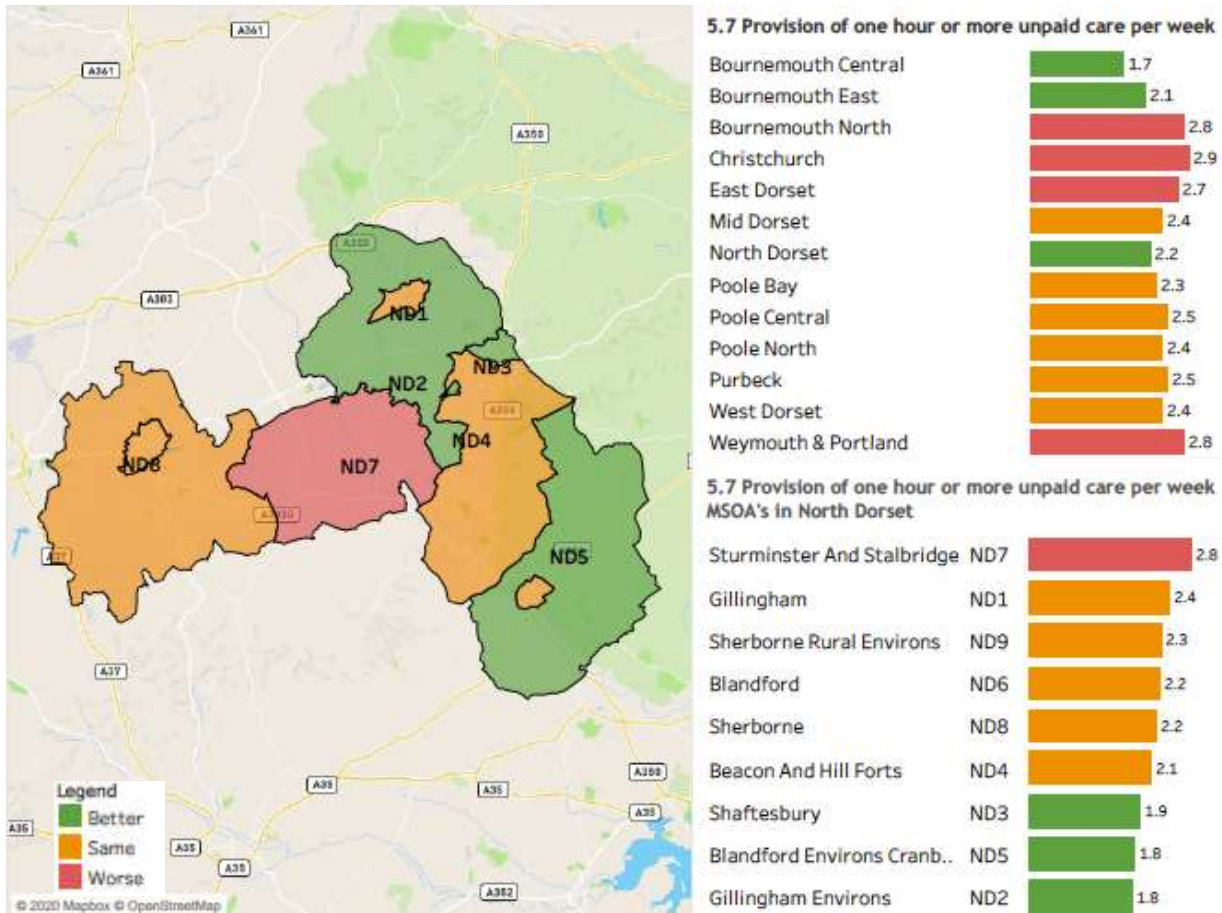 A361
A361
A350
A303
A303
ND1
ND2
ND3
A350
ND4
ND8
ND7
A3030
A37
ND5
A37
A35
A350
A35
A35
A35
A35
A35
A352
Legend
Better
Same
Worse
© 2020 Mapbox © OpenStreetMap
5.7 Provision of one hour or more unpaid care per week
Bournemouth Central 1.7
Bournemouth East 2.1
Bournemouth North 2.8
Christchurch 2.9
East Dorset 2.7
Mid Dorset 2.4
North Dorset 2.2
Poole Bay 2.3
Poole Central 2.5
Poole North 2.4
Purbeck 2.5
West Dorset 2.4
Weymouth & Portland 2.8
5.7 Provision of one hour or more unpaid care per week
MSOA's in North Dorset
Sturminster And Stalbridge ND7 2.8
Gillingham ND1 2.4
Sherborne Rural Environs ND9 2.3
Blandford ND6 2.2
Sherborne ND8 2.2
Beacon And Hill Forts ND4 2.1
Shaftesbury ND3 1.9
Blandford Environs Cranb.. ND5 1.8
Gillingham Environs ND2 1.8